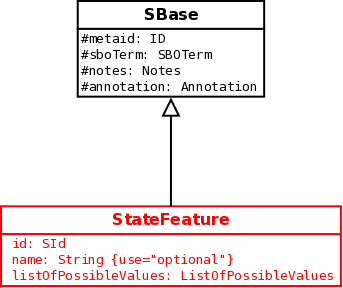 SBase
#metaid: ID
#sboTerm: SBOTerm
#notes: Notes
#annotation: Annotation
StateFeature
id: SId
name: String {use="optional"}
listOfPossibleValues: ListOfPossibleValues